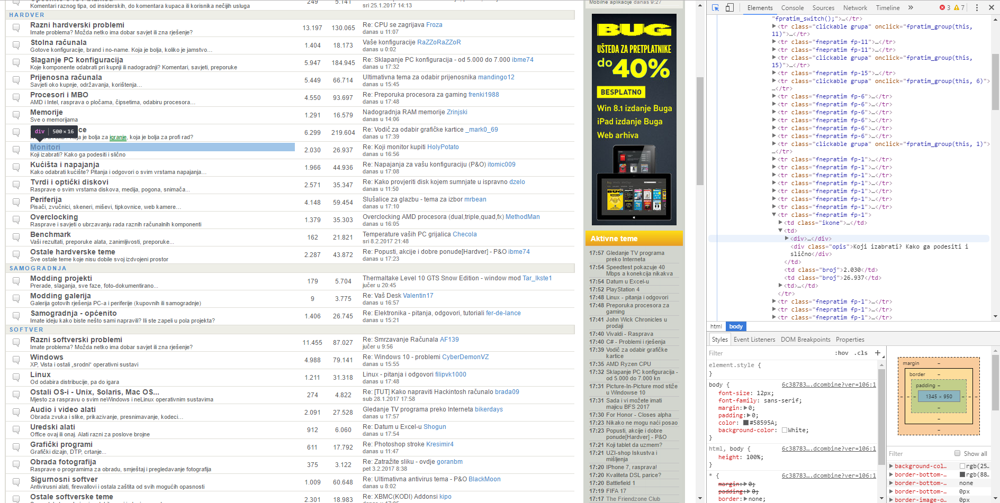 249 5.141
Komentari raznog tipa, od insiderskih, do komentara kupaca ili korisnika nečijih usluga
sri 25.1.2017 14:13
HARDVER
Razni hardverski problemi 13.197 130.065 Re: CPU se zagrijava Froza
Imate problema? Možda netko ima dobar savjet ili zna rješenje? danas u 11:07
Stolna računala 1.404 18.173 Vaše konfiguracije RaZZoRaZZoR
Gotove konfiguracije, brand i no-name. Koja je bolja, koliko je jamstvo... danas u 0:02
Slaganje PC konfiguracija 5.947 184.945 Re: Sklapanje PC konfiguracija - od 5.000 do 7.000 ibme74
Koje komponente odabrati pri kupnji ili nadogradnji? Komentari, savjeti, preporuke danas u 17:32
Prijenosna računala 5.449 66.714 Ultimativna tema za odabir prijenosnika mandingo12
Savjeti oko kupnje, održavanja, korištenja... danas u 15:45
Procesori i MBO 4.550 93.697 Re: Preporuka procesora za gaming frenki1988
AMD i Intel, rasprava o pločama, čipsetima, odabiru procesora... danas u 17:48
Memorije 1.291 16.579 Nadogradnja RAM memorije Zrinjski
Sve o memorijama danas u 14:06
div 500 × 16 ce 6.299 219.604 Re: Vodič za odabir grafičke kartice _mark0_69
je bolja za igranje, koja je bolja za profi rad? danas u 17:39
Monitori 2.030 26.937 Re: Koji monitor kupiti HolyPotato
Koji izabrati? Kako ga podesiti i slično danas u 16:56
Kućišta i napajanja 1.966 44.936 Re: Napajanja za vašu konfiguraciju (P&O) itomic009
Kako odabrati kućište? Pitanja i odgovori o svim vrstama napajanja... danas u 17:08
Tvrdi i optički diskovi 2.571 35.347 Re: Kako provjeriti disk kojem sumnjate u ispravno dzelo
Rasprave o svim vrstama diskova, medija, pogona, snimača... danas u 11:50
Periferija 4.148 59.454 Slušalice za glazbu - tema za izbor mrbean
Pisači, zvučnici, skeneri, miševi, tipkovnice, web kamere... danas u 17:10
Overclocking 1.379 35.303 Overclocking AMD procesora (dual,triple,quad,fx) MethodMan
Rasprave i savjeti o ubrzavanju rada raznih računalnih komponenti danas u 16:05
Benchmark 162 21.821 Temperature vaših PC grijalica Checola
Vaši rezultati, preporuke alata, zanimljivosti, preporuke... sri 8.2.2017 21:48
Ostale hardverske teme 2.287 43.872 Re: Popusti, akcije i dobre ponude[Hardver] - P&O ibme74
Sve ostale teme koje nisu dobile svoj izdvojeni prostor danas u 17:23
SAMOGRADNJA
Modding projekti 179 5.704 Thermaltake Level 10 GTS Snow Edition - window mod Tar_Ikste1
Prerade, slaganja, sve faze, foto-dokumentirano... jučer u 20:45
Modding galerija 9 3.775 Re: Vaš Desk Valentin17
Galerija gotovih rješenja PC-a i periferije (kupovnih ili samogradnje) danas u 16:57
Samogradnja - općenito 1.406 26.745 Re: Elektronika - pitanja, odgovori, tutoriali fer-de-lance
Imate ideju kako biste nešto sami napravili? Ili ste zapeli u pola projekta? danas u 15:21
SOFTVER
Razni softverski problemi 11.455 87.027 Re: Smrzavanje Računala AF139
Imate problema? Možda netko ima dobar savjet ili zna rješenje? jučer u 9:56
Windows 4.988 79.141 Re: Windows 10 - problemi CyberDemonVZ
XP, Vista i ostali „srodni“ operativni sustavi danas u 15:55
Linux 1.211 31.318 Linux - pitanja i odgovori filipvk1000
Od odabira distribucije, pa do igara danas u 17:48
Ostali OS-i - Unix, Solaris, Mac OS... 274 4.822 Re: [TUT] Kako napraviti Hackintosh računalo brada09
Mjesto za raspravu o svim neWindows i neLinux operativnim sustavima sub 28.1.2017 17:58
Audio i video alati 2.091 27.528 Gledanje TV programa preko Interneta bikerdays
Obrada zvuka i slike, prikazivanje, presnimavanje, kodeci... danas u 17:57
Uredski alati 912 6.060 Re: Datum u Excel-u Shogun
Office ovaj ili onaj. Alati razni za poslove brojne danas u 17:54
Grafički programi 611 17.792 Re: Photoshop stroke Kresimir4
Grafički dizajn, DTP, crtanje... danas u 11:47
Obrada fotografija 375 3.122 Re: Zatražite sliku - ovdje goranbm
Rasprave o programima za obradu, smještaj i pregledavanje fotografija pet 3.2.2017 8:38
Sigurnosni softver 1.009 60.648 Re: Ultimativna antivirus tema - P&O BlackMoon
Antivirusni alati, firewallovi i ostala zaštita od svih mogućih opasnosti danas u 8:02
Ostale softverske teme 2.301 18.983 Re: XBMC(KODI) Addonsi kipo
Mobilne aplikacije danas 9:27
BUG
UŠTEDA ZA PRETPLATNIKE
do 40%
BESPLATNO
Win 8.1 izdanje Buga
iPad izdanje Buga
Web arhiva
Aktivne teme
17:57 Gledanje TV programa
preko Interneta
17:54 Speedtest pokazuje 40
Mbps a konekcija nikakva
17:54 Datum u Excel-u
17:52 PlayStation 4
17:48 Linux - pitanja i odgovori
17:48 Preporuka procesora za
gaming
17:41 John Wick Chronicles u
prodaji
17:40 Vivaldi - Rasprava
17:40 C# - Problemi i rješenja
17:39 Vodič za odabir grafičke
kartice
17:35 AMD Ryzen CPU
17:32 Sklapanje PC konfiguracija -
od 5.000 do 7.000 kn
17:31 Picture-In-Picture mod stiže
u Windowse 10
17:31 Sada i vi možete imati
majicu BFS 2017
17:30 For Honor - Closes alpha
17:23 Nikako ne mogu naći posao
17:23 Popusti, akcije i dobre
ponude[Hardver] - P&O
17:21 Koji tablet da uzmem?
17:21 UZI-shop Iskustva i
mišljenja
17:20 IPhone 7, rasprava!
17:20 Kvaliteta DSL parice?
17:20 Battlefield 1
17:19 FIFA 17
17:17 The Friendzone Club
Elements Console Sources Network Timeline » 3 7
"fpratim_switch();">…</tr>
<tr class="clickable grupa" onclick="fpratim_group(this,
11)">…</tr>
<tr class="fnepratim fp-11">…</tr>
<tr class="fnepratim fp-11">…</tr>
<tr class="clickable grupa" onclick="fpratim_group(this,
15)">…</tr>
<tr class="fnepratim fp-15">…</tr>
<tr class="clickable grupa" onclick="fpratim_group(this, 6)">
…</tr>
<tr class="fnepratim fp-6">…</tr>
<tr class="fnepratim fp-6">…</tr>
<tr class="fnepratim fp-6">…</tr>
<tr class="fnepratim fp-6">…</tr>
<tr class="fnepratim fp-6">…</tr>
<tr class="fnepratim fp-6">…</tr>
<tr class="clickable grupa" onclick="fpratim_group(this, 1)">
…</tr>
<tr class="fnepratim fp-1">…</tr>
<tr class="fnepratim fp-1">…</tr>
<tr class="fnepratim fp-1">…</tr>
<tr class="fnepratim fp-1">…</tr>
<tr class="fnepratim fp-1">…</tr>
<tr class="fnepratim fp-1">…</tr>
<tr class="fnepratim fp-1">…</tr>
<tr class="fnepratim fp-1">
<td class="ikone">…</td>
<td>
<div>…</div>
<div class="opis">Koji izabrati? Kako ga podesiti i
slično</div>
</td>
<td class="broj">2.030</td>
<td class="broj">26.937</td>
<td>…</td>
</tr>
<tr class="fnepratim fp-1">…</tr>
<tr class="fnepratim fp-1">…</tr>
<tr class="fnepratim fp-1">…</tr>
html body
Styles Event Listeners DOM Breakpoints Properties
Filter :hov .cls +
element.style {
}
body { 6c38783….dcombine?ver=106:1
font-size: 12px;
font-family: sans-serif;
margin: 0;
padding: 0;
color: #58595A;
background-color: White;
}
html, body { 6c38783….dcombine?ver=106:1
height: 100%;
}
* { 6c38783….dcombine?ver=106:1
margin: 0;
padding: 0;
border: none;
margin –
border –
padding –
– – – 1345 × 950 – – –
–
–
–
Filter Show all
background-col… rgb(25…
border-bottom-… rgb(88…
border-bottom-… none
border-bottom-… 0px
border-image-o… 0px